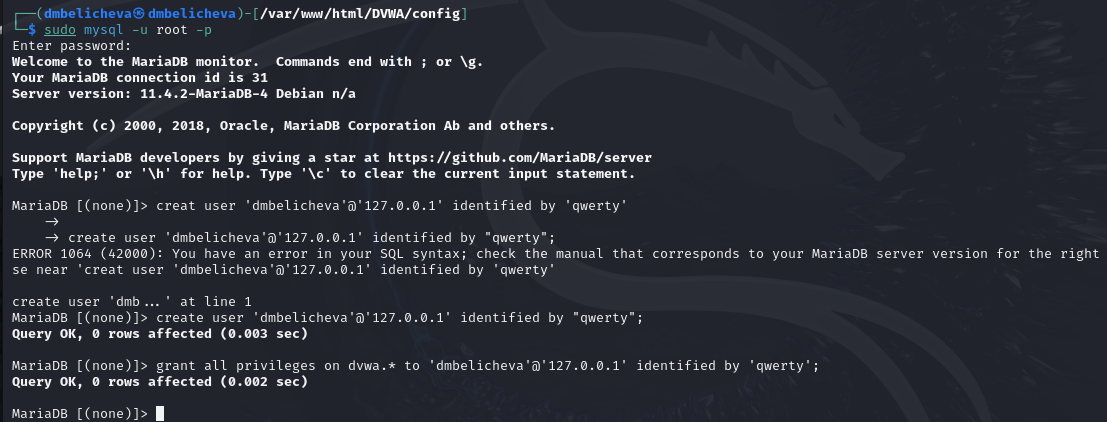 ┌──(dmbelicheva㉿dmbelicheva)-[/var/www/html/DVWA/config]
└─$ sudo mysql -u root -p
Enter password:
Welcome to the MariaDB monitor.  Commands end with ; or \g.
Your MariaDB connection id is 31
Server version: 11.4.2-MariaDB-4 Debian n/a
Copyright (c) 2000, 2018, Oracle, MariaDB Corporation Ab and others.
Support MariaDB developers by giving a star at https://github.com/MariaDB/server
Type 'help;' or '\h' for help. Type '\c' to clear the current input statement.
MariaDB [(none)]> creat user 'dmbelicheva'@'127.0.0.1' identified by 'qwerty'
    ->
    -> create user 'dmbelicheva'@'127.0.0.1' identified by "qwerty";
ERROR 1064 (42000): You have an error in your SQL syntax; check the manual that corresponds to your MariaDB server version for the right
se near 'creat user 'dmbelicheva'@'127.0.0.1' identified by 'qwerty'
create user 'dmb...' at line 1
MariaDB [(none)]> create user 'dmbelicheva'@'127.0.0.1' identified by "qwerty";
Query OK, 0 rows affected (0.003 sec)
MariaDB [(none)]> grant all privileges on dvwa.* to 'dmbelicheva'@'127.0.0.1' identified by 'qwerty';
Query OK, 0 rows affected (0.002 sec)
MariaDB [(none)]>